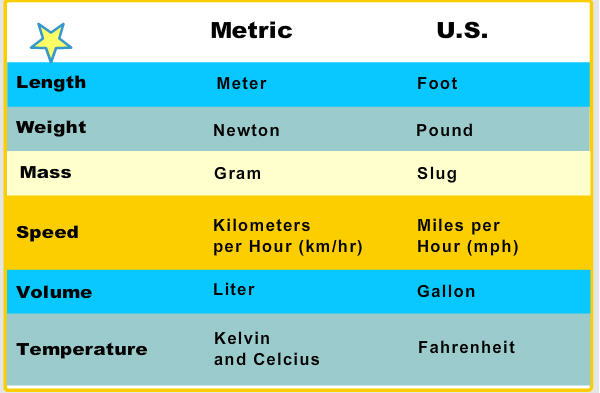 Metric U.S.
Length Meter Foot
Weight Newton Pound
Mass Gram Slug
Speed Kilometers per Hour (km/hr) Miles per Hour (mph)
Volume Liter Gallon
Temperature Kelvin and Celcius Fahrenheit